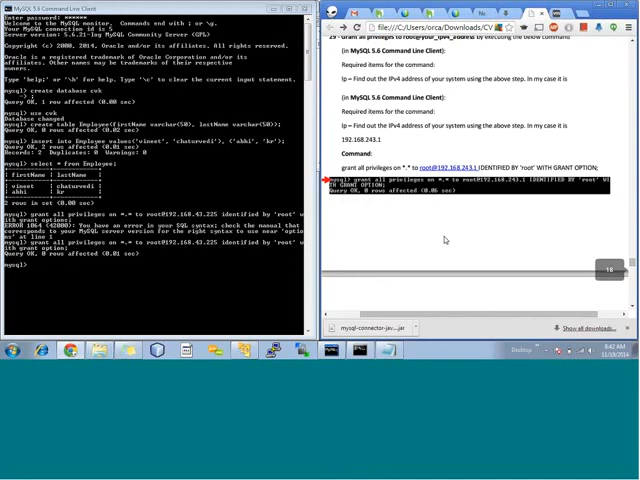 MySQL 5.6 Command Line Client
Enter password: ******
Welcome to the MySQL monitor.  Commands end with ; or \g.
Your MySQL connection id is 5
Server version: 5.6.21-log MySQL Community Server (GPL)
Copyright (c) 2000, 2014, Oracle and/or its affiliates. All rights reserved.
Oracle is a registered trademark of Oracle Corporation and/or its
affiliates. Other names may be trademarks of their respective
owners.
Type 'help;' or '\h' for help. Type '\c' to clear the current input statement.
mysql> create database cvk
-> ;
Query OK, 1 row affected (0.00 sec)
mysql> use cvk
Database changed
mysql> create table Employee(firstName varchar(50), lastName varchar(50));
Query OK, 0 rows affected (0.02 sec)
mysql> insert into Employee values('vineet', 'chaturvedi'), ('abhi', 'kr');
Query OK, 2 rows affected (0.01 sec)
Records: 2  Duplicates: 0  Warnings: 0
mysql> select * from Employee;
| firstName | lastName |
| vineet | chaturvedi |
| abhi | kr |
2 rows in set (0.00 sec)
mysql> grant all privileges on *.* to root@192.168.43.225 identified by 'root' w
ith grant options;
ERROR 1064 (42000): You have an error in your SQL syntax; check the manual that
corresponds to your MySQL server version for the right syntax to use near 'optio
ns' at line 1
mysql> grant all privileges on *.* to root@192.168.43.225 identified by 'root' w
ith grant option;
Query OK, 0 rows affected (0.01 sec)
mysql>
file:///C:/Users/orca/Downloads/CV
29 - Grant all privileges to root@your_ip4_address by executing the below command
(in MySQL 5.6 Command Line Client)
Required items for the command:
Ip = Find out the IPv4 address of your system using the above step. In my case it is
(in MySQL 5.6 Command Line Client):
Required items for the command:
Ip = Find out the IPv4 address of your system using the above step. In my case it is
192.168.243.1
Command:
grant all privileges on *.* to root@192.168.243.1 IDENTIFIED BY 'root' WITH GRANT OPTION;
mysql> grant all privileges on *.* to root@192.168.243.1 IDENTIFIED BY 'root' WI
TH GRANT OPTION;
Query OK, 0 rows affected (0.06 sec)
18
mysql-connector-jav....jar
Show all downloads...
Desktop
8:42 AM
11/13/2014